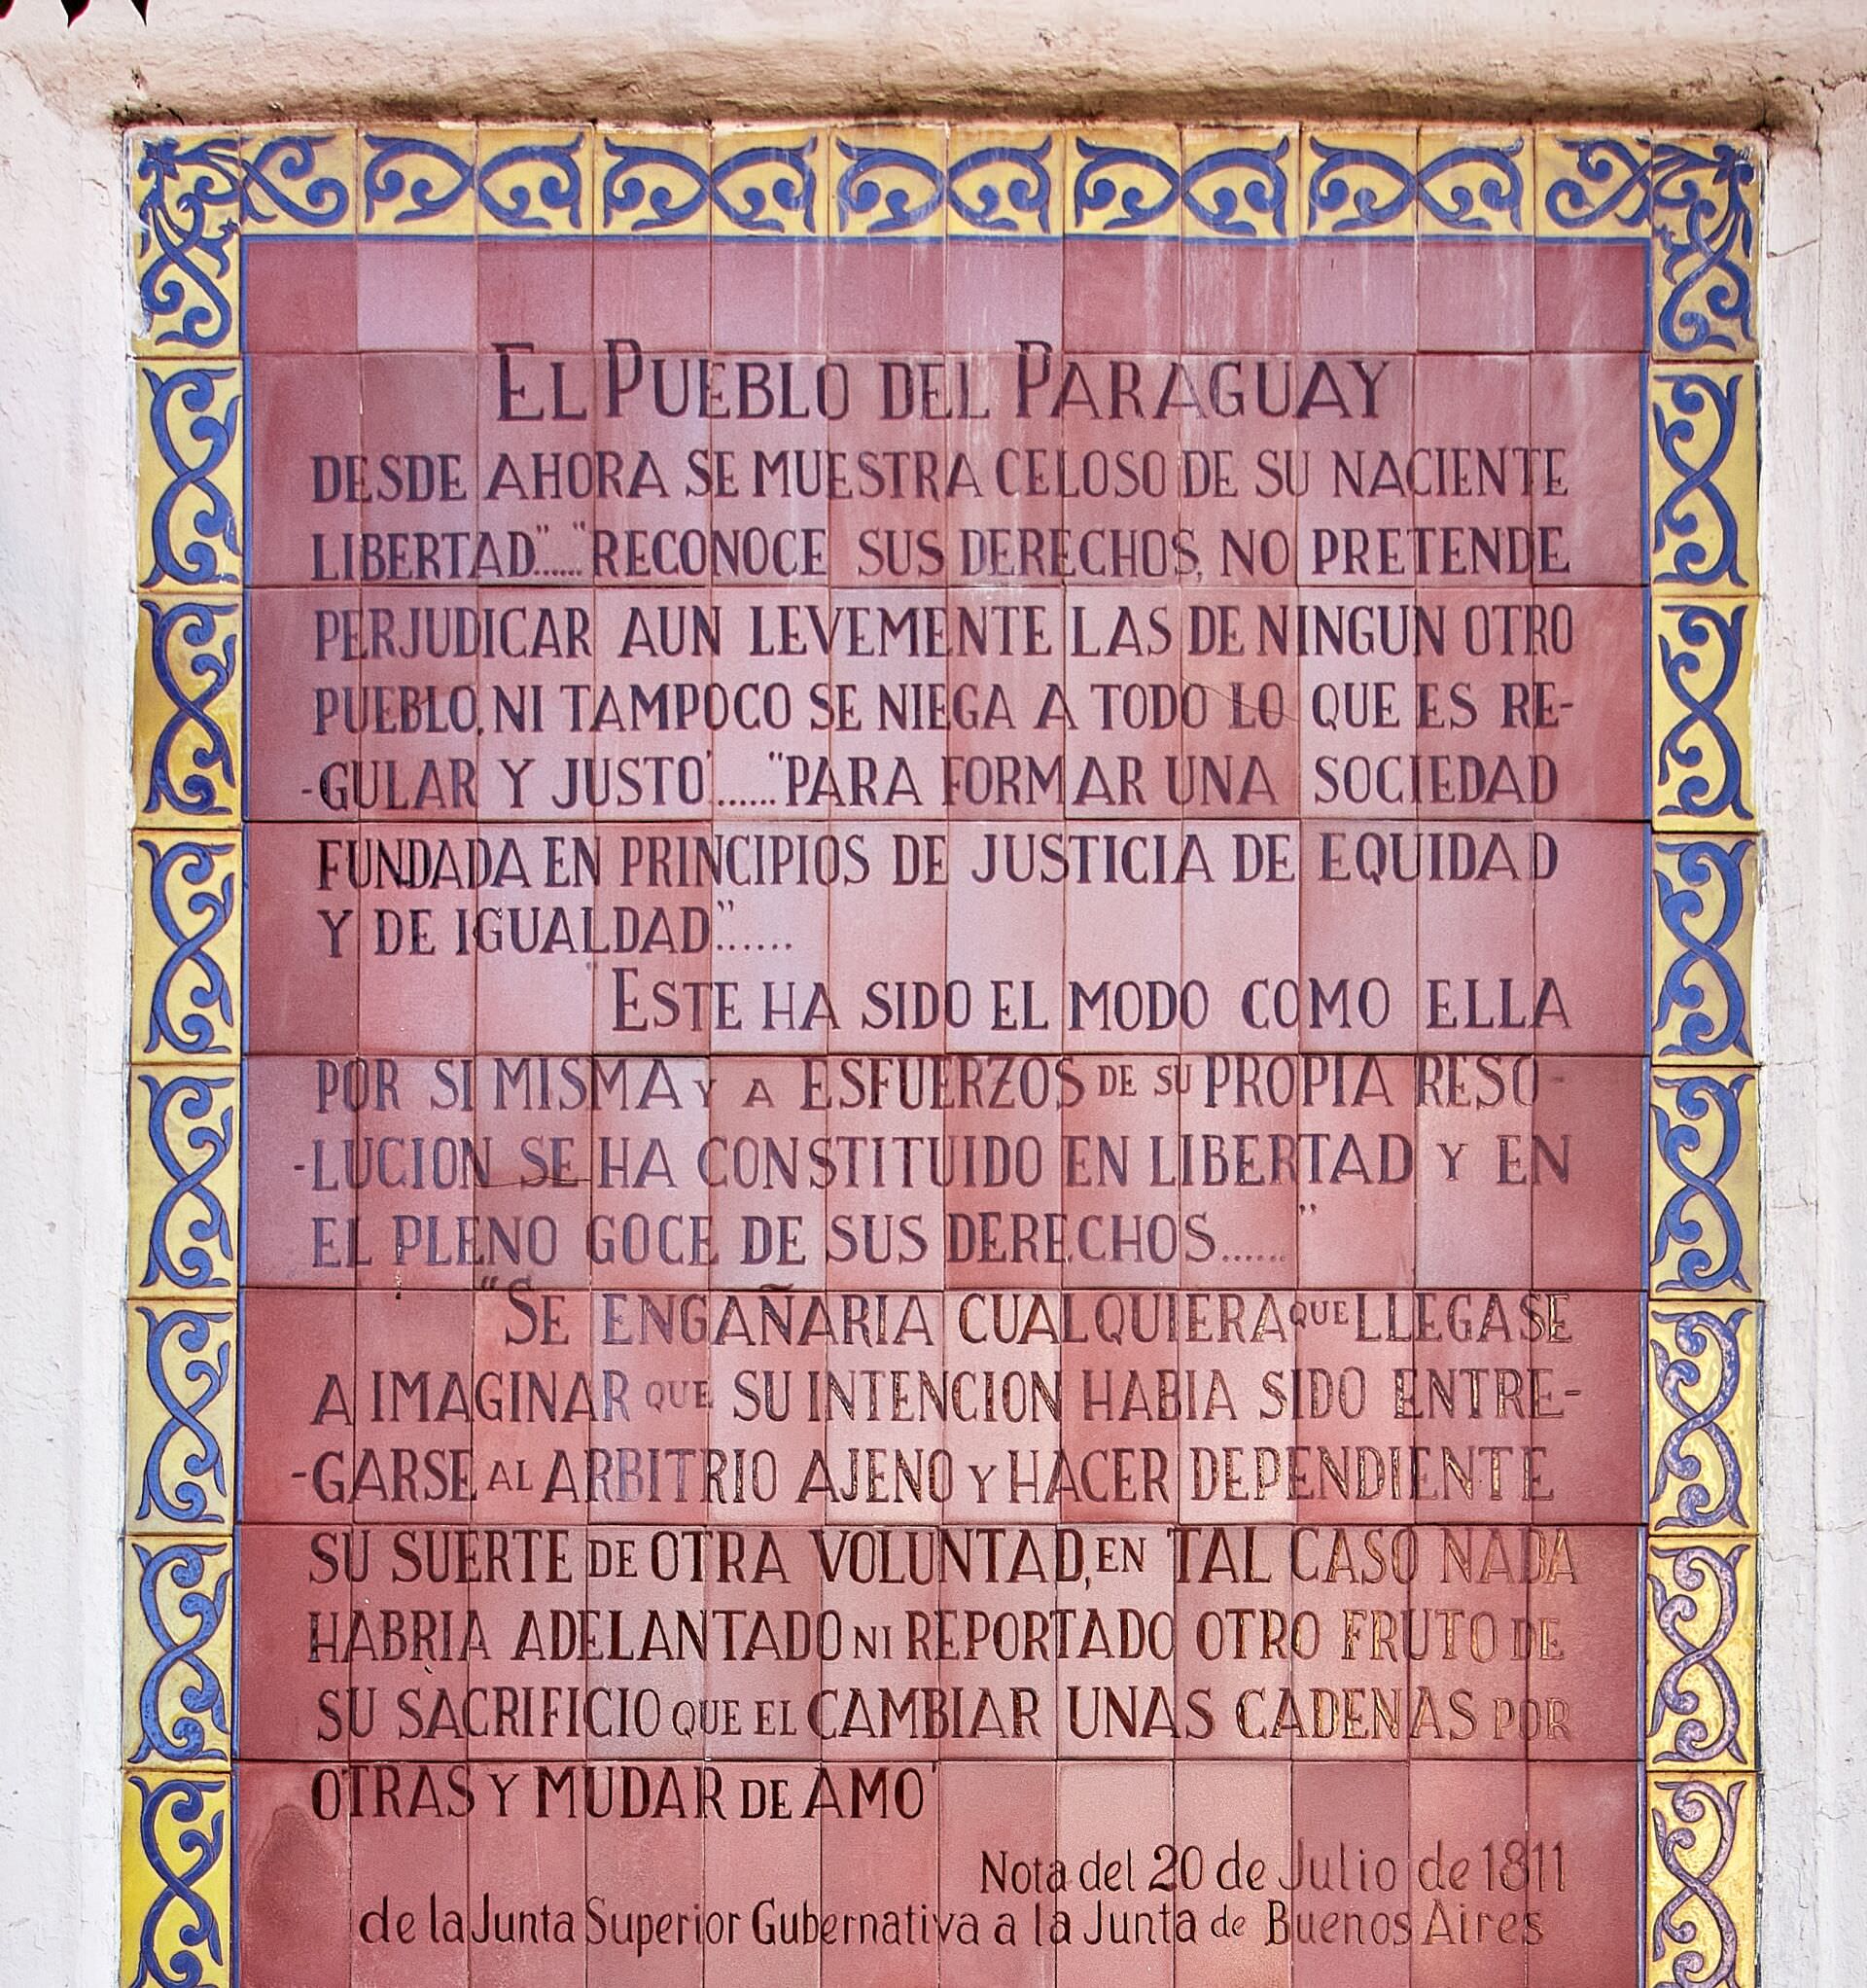 EL PUEBLO DEL PARAGUAY
DESDE AHORA SE MUESTRA CELOSO DE SU NACIENTE
LIBERTAD"......"RECONOCE SUS DERECHOS, NO PRETENDE
PERJUDICAR AUN LEVEMENTE LAS DE NINGUN OTRO
PUEBLO, NI TAMPOCO SE NIEGA A TODO LO QUE ES RE-
-GULAR Y JUSTO'......"PARA FORMAR UNA SOCIEDAD
FUNDADA EN PRINCIPIOS DE JUSTICIA DE EQUIDAD
Y DE IGUALDAD"......
"ESTE HA SIDO EL MODO COMO ELLA
POR SI MISMA Y A ESFUERZOS DE SU PROPIA RESO-
-LUCION SE HA CONSTITUIDO EN LIBERTAD Y EN
EL PLENO GOCE DE SUS DERECHOS......"
"SE ENGAÑARIA CUALQUIERA QUE LLEGASE
A IMAGINAR QUE SU INTENCION HABIA SIDO ENTRE-
-GARSE AL ARBITRIO AJENO Y HACER DEPENDIENTE
SU SUERTE DE OTRA VOLUNTAD, EN TAL CASO NADA
HABRIA ADELANTADO NI REPORTADO OTRO FRUTO DE
SU SACRIFICIO QUE EL CAMBIAR UNAS CADENAS POR
OTRAS Y MUDAR DE AMO'
Nota del 20 de Julio de 1811
de la Junta Superior Gubernativa a la Junta de Buenos Aires